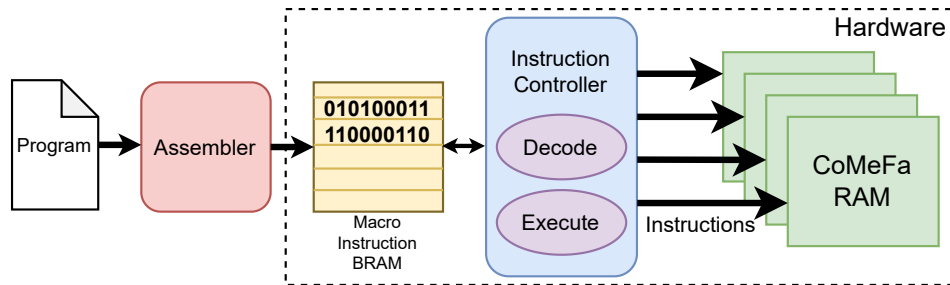 Hardware
Program
Assembler
010100011
110000110
Macro
Instruction
BRAM
Instruction
Controller
Decode
Execute
Instructions
CoMeFa
RAM